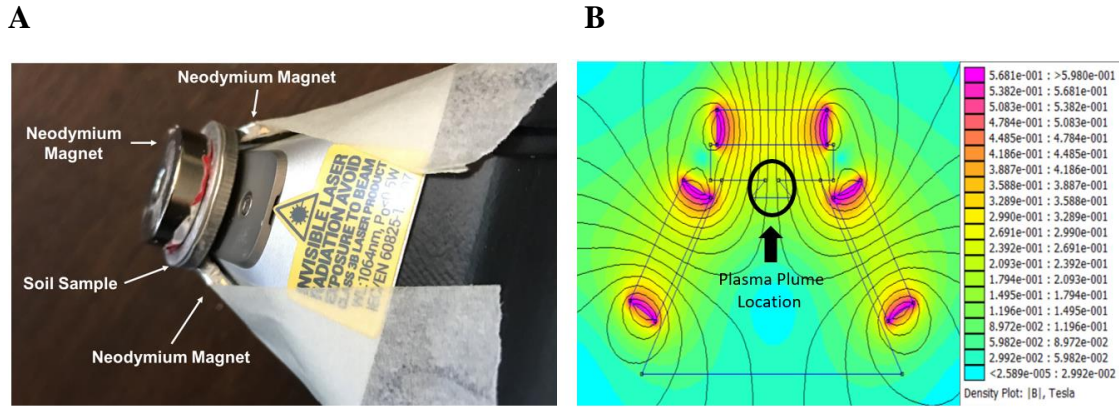 A
B
Neodymium Magnet
Neodymium
Magnet
Soil Sample
Neodymium Magnet
INVISIBLE LASER
RADIATION AVOID
EXPOSURE TO BEAM
CLASS 3B LASER PRODUCT
Plasma Plume
Location
5.681e-001 : >5.980e-001
5.382e-001 : 5.681e-001
5.083e-001 : 5.382e-001
4.784e-001 : 5.083e-001
4.485e-001 : 4.784e-001
4.186e-001 : 4.485e-001
3.887e-001 : 4.186e-001
3.588e-001 : 3.887e-001
3.289e-001 : 3.588e-001
2.990e-001 : 3.289e-001
2.691e-001 : 2.990e-001
2.392e-001 : 2.691e-001
2.093e-001 : 2.392e-001
1.794e-001 : 2.093e-001
1.495e-001 : 1.794e-001
1.196e-001 : 1.495e-001
8.972e-002 : 1.196e-001
5.982e-002 : 8.972e-002
2.992e-002 : 5.982e-002
<2.589e-005 : 2.992e-002
Density Plot: |B|, Tesla